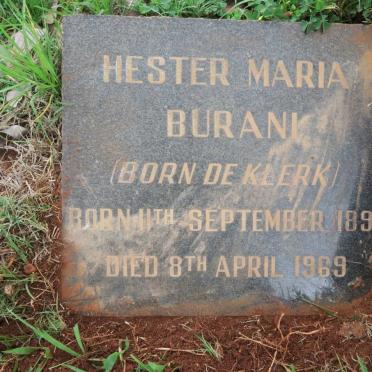 HESTER MARIA
BURANI
(BORN DE KLERK)
BORN 11TH SEPTEMBER 189
DIED 8TH APRIL 1969